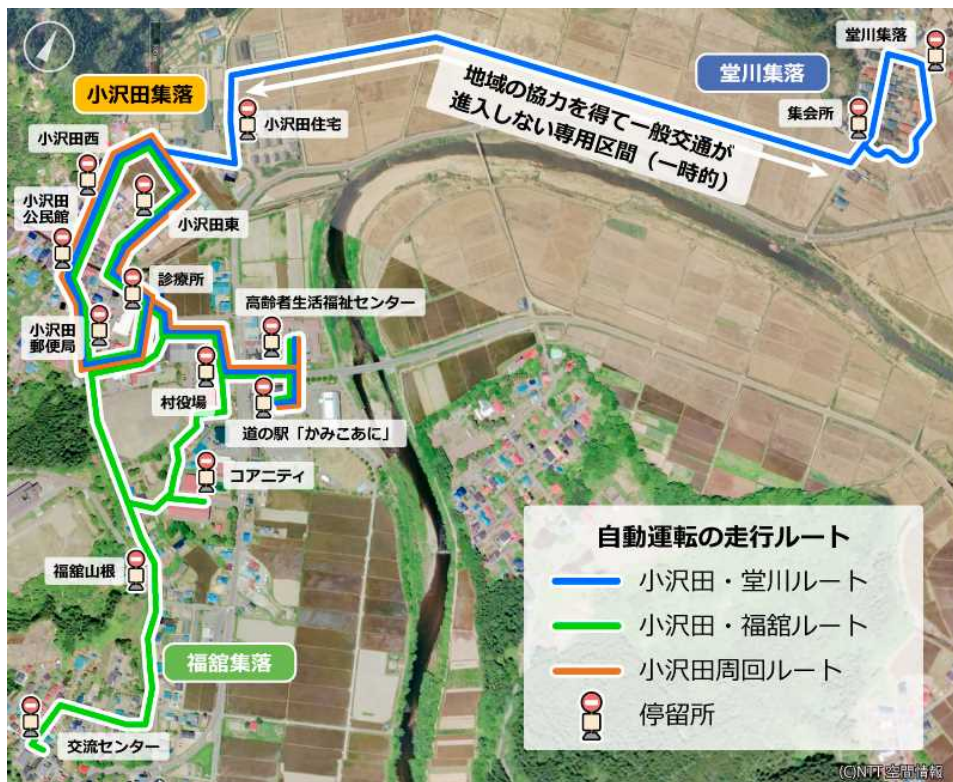 堂川集落
小沢田集落
堂川集落
地域の協力を得て一般交通が
進入しない専用区間（一時的）
小沢田住宅
集会所
小沢田西
小沢田
公民館
小沢田東
診療所
高齢者生活福祉センター
小沢田
郵便局
村役場
道の駅「かみこあに」
コアニティ
福舘山根
福舘集落
交流センター
自動運転の走行ルート
小沢田・堂川ルート
小沢田・福舘ルート
小沢田周回ルート
停留所
(C)NTT空間情報